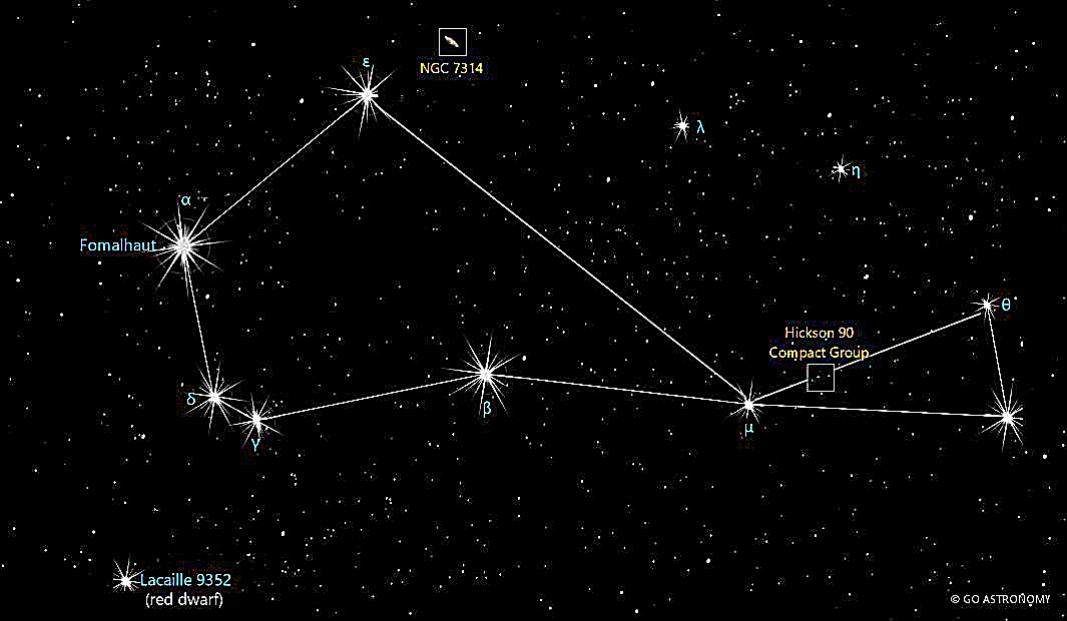 ε
NGC 7314
λ
η
α
Fomalhaut
θ
Hickson 90
Compact Group
δ
γ
β
μ
Lacaille 9352
(red dwarf)
© GO ASTRONOMY